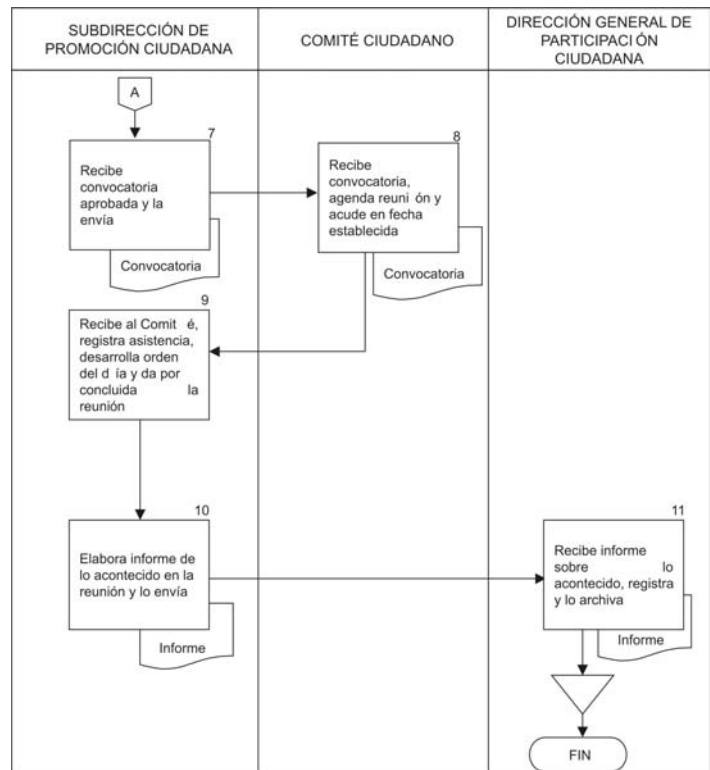 SUBDIRECCIÓN DE
PROMOCIÓN CIUDADANA
COMITÉ CIUDADANO
DIRECCIÓN GENERAL DE
PARTICIPACI ÓN
CIUDADANA
A
7
Recibe
convocatoria
aprobada y la
envía
Convocatoria
8
Recibe
convocatoria,
agenda reuni ón y
acude en fecha
establecida
Convocatoria
9
Recibe al Comit é,
registra asistencia,
desarrolla orden
del d ía y da por
concluida la
reunión
10
Elabora informe de
lo acontecido en la
reunión y lo envía
Informe
11
Recibe informe
sobre lo
acontecido, registra
y lo archiva
Informe
FIN